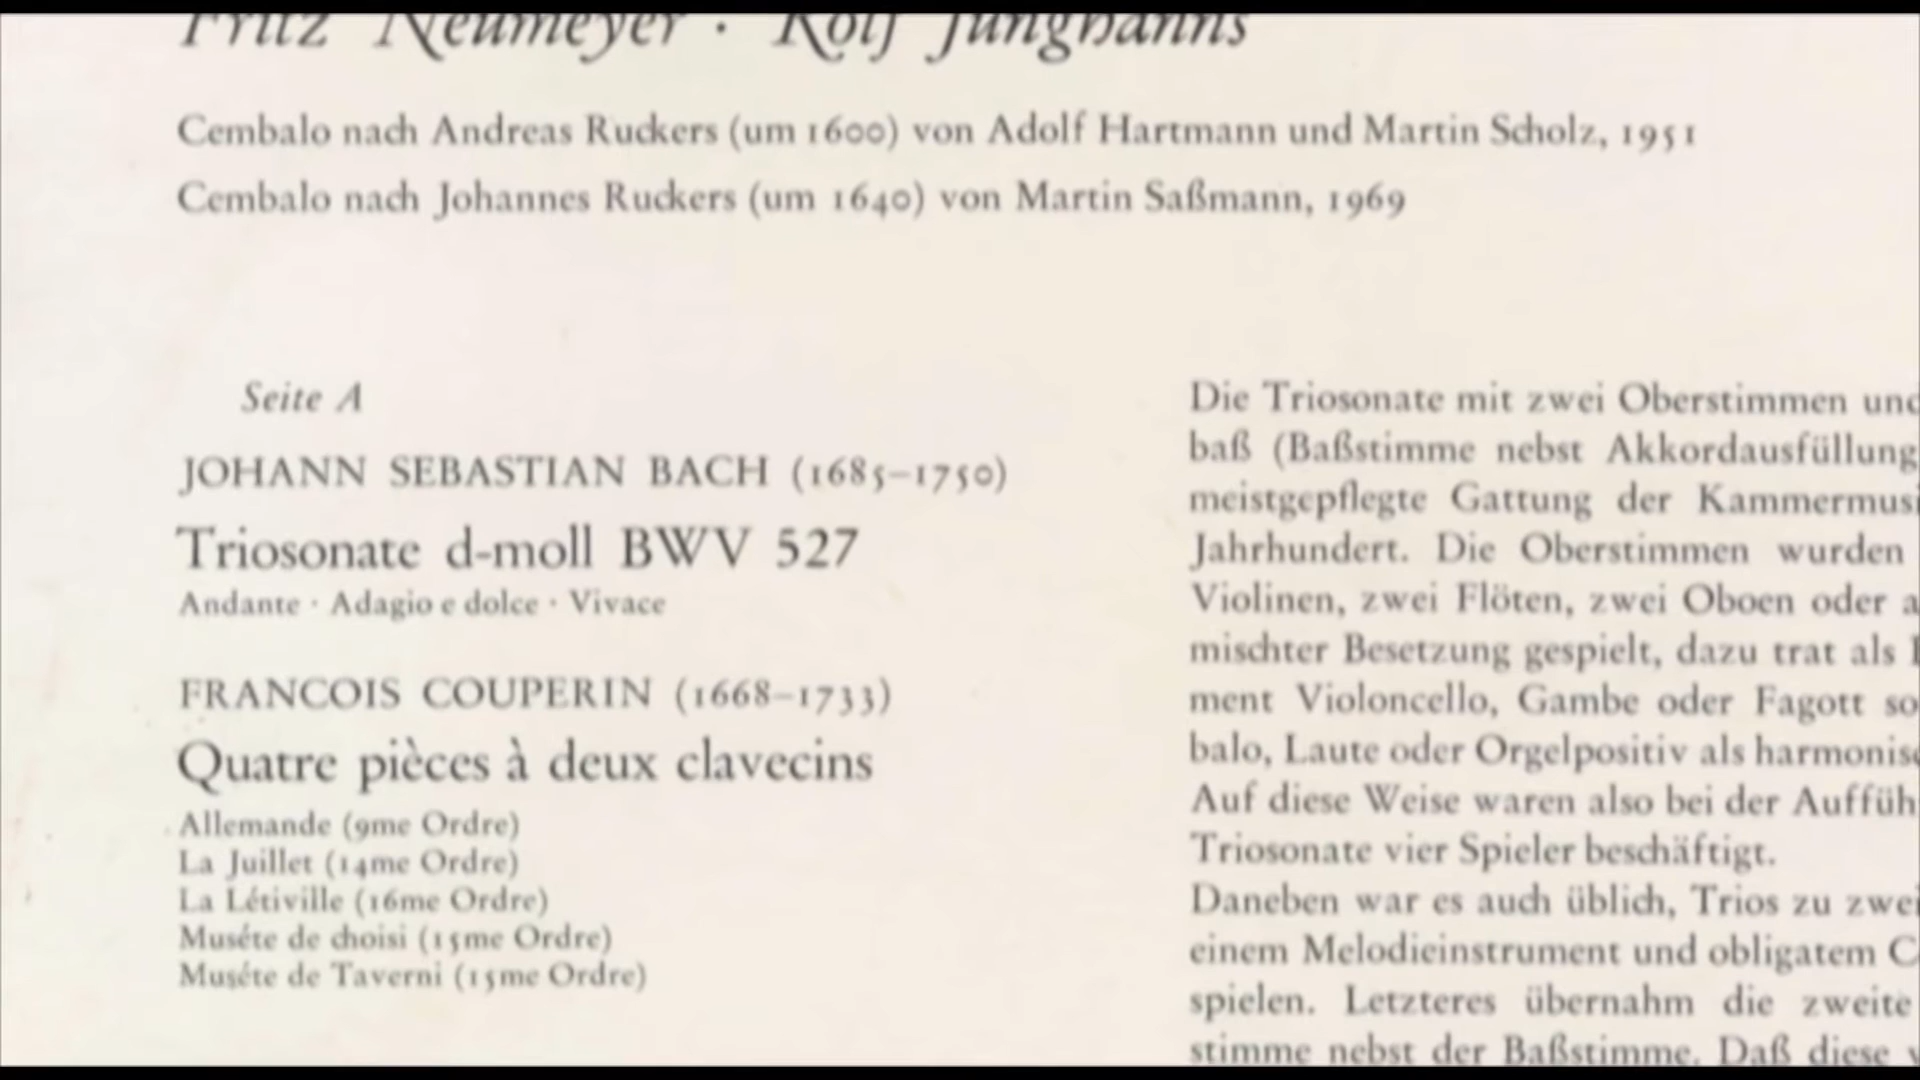 Fritz Neumeyer · Rolf Junghanns
Cembalo nach Andreas Ruckers (um 1600) von Adolf Hartmann und Martin Scholz, 1951
Cembalo nach Johannes Ruckers (um 1640) von Martin Saßmann, 1969
Seite A
JOHANN SEBASTIAN BACH (1685–1750)
Triosonate d-moll BWV 527
Andante · Adagio e dolce · Vivace
FRANCOIS COUPERIN (1668–1733)
Quatre pièces à deux clavecins
Allemande (9me Ordre)
La Juillet (14me Ordre)
La Létiville (16me Ordre)
Muséte de choisi (15me Ordre)
Muséte de Taverni (15me Ordre)
Die Triosonate mit zwei Oberstimmen und
baß (Baßstimme nebst Akkordausfüllung
meistgepflegte Gattung der Kammermusi
Jahrhundert. Die Oberstimmen wurden
Violinen, zwei Flöten, zwei Oboen oder a
mischter Besetzung gespielt, dazu trat als
ment Violoncello, Gambe oder Fagott so
balo, Laute oder Orgelpositiv als harmonisc
Auf diese Weise waren also bei der Auffüh
Triosonate vier Spieler beschäftigt.
Daneben war es auch üblich, Trios zu zwei
einem Melodieinstrument und obligatem C
spielen. Letzteres übernahm die zweite
stimme nebst der Baßstimme. Daß diese